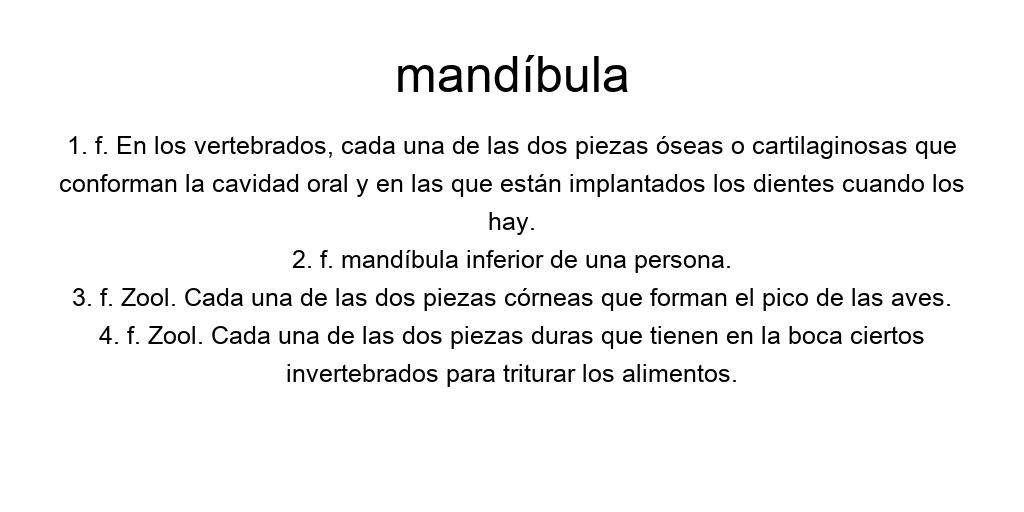 mandíbula
1. f. En los vertebrados, cada una de las dos piezas óseas o cartilaginosas que
conforman la cavidad oral y en las que están implantados los dientes cuando los
hay.
2. f. mandíbula inferior de una persona.
3. f. Zool. Cada una de las dos piezas córneas que forman el pico de las aves.
4. f. Zool. Cada una de las dos piezas duras que tienen en la boca ciertos
invertebrados para triturar los alimentos.